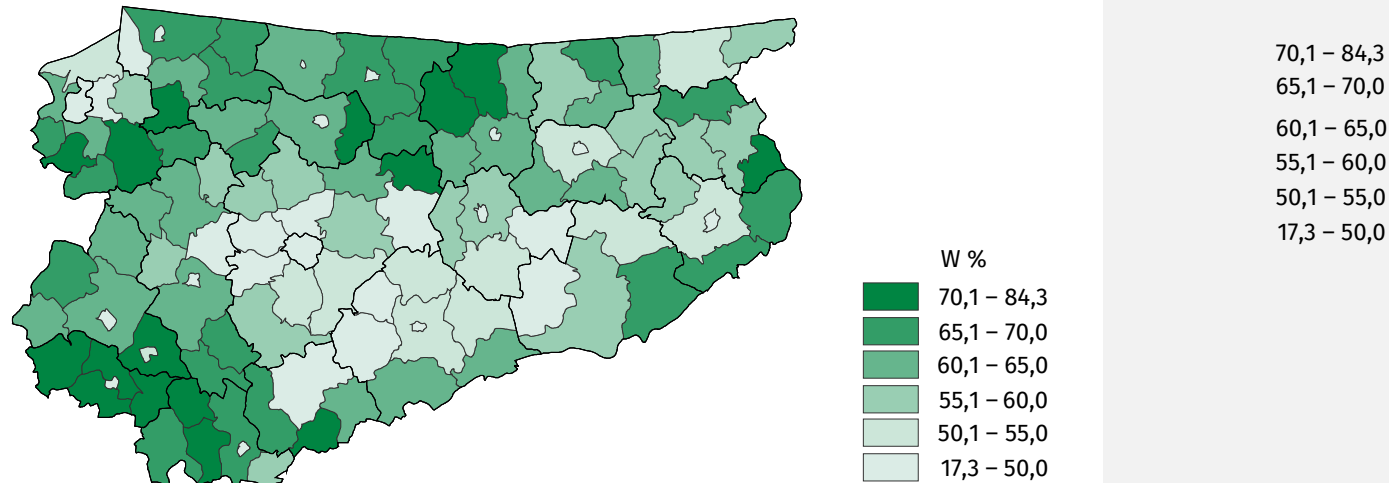 W %
70,1 – 84,3
65,1 – 70,0
60,1 – 65,0
55,1 – 60,0
50,1 – 55,0
17,3 – 50,0
70,1 – 84,3
65,1 – 70,0
60,1 – 65,0
55,1 – 60,0
50,1 – 55,0
17,3 – 50,0